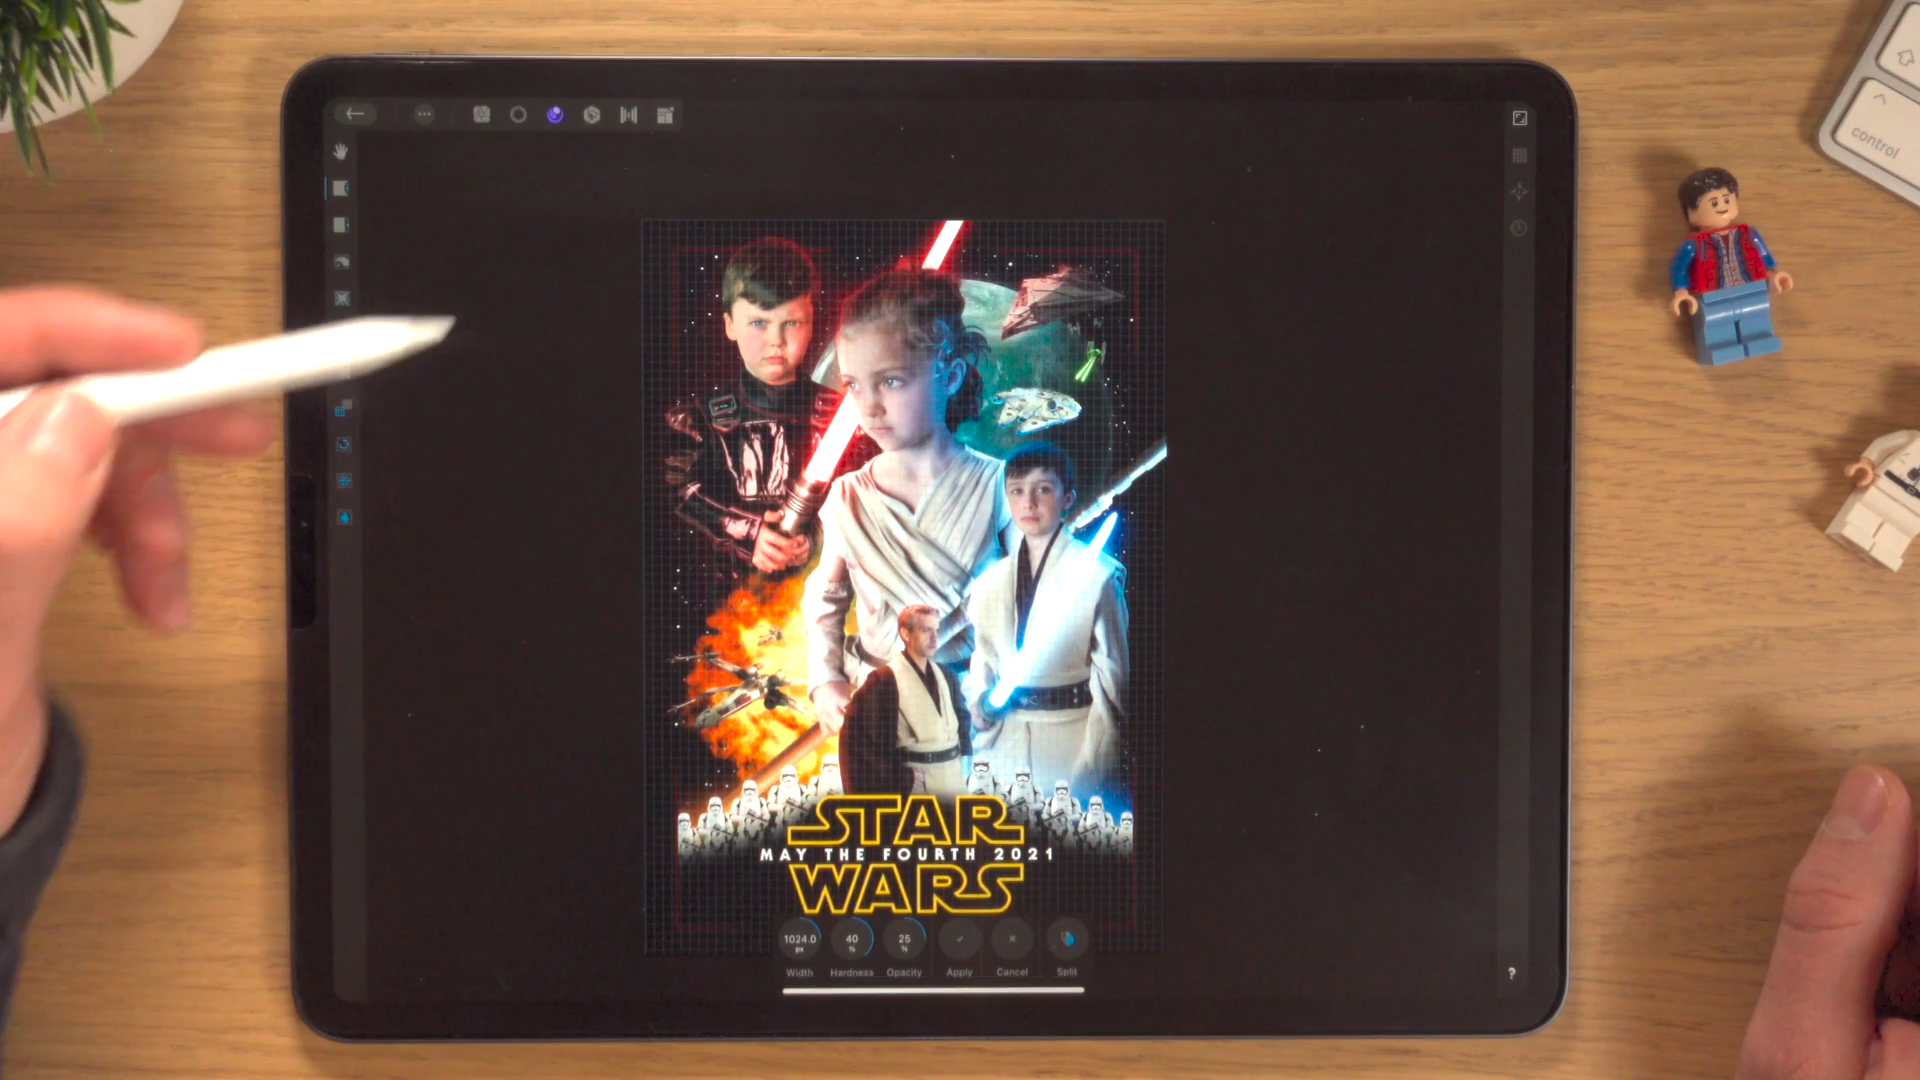 control
STAR
MAY THE FOURTH 2021
WARS
1024.0 px
40 %
25 %
Width
Hardness
Opacity
Apply
Cancel
Split
?